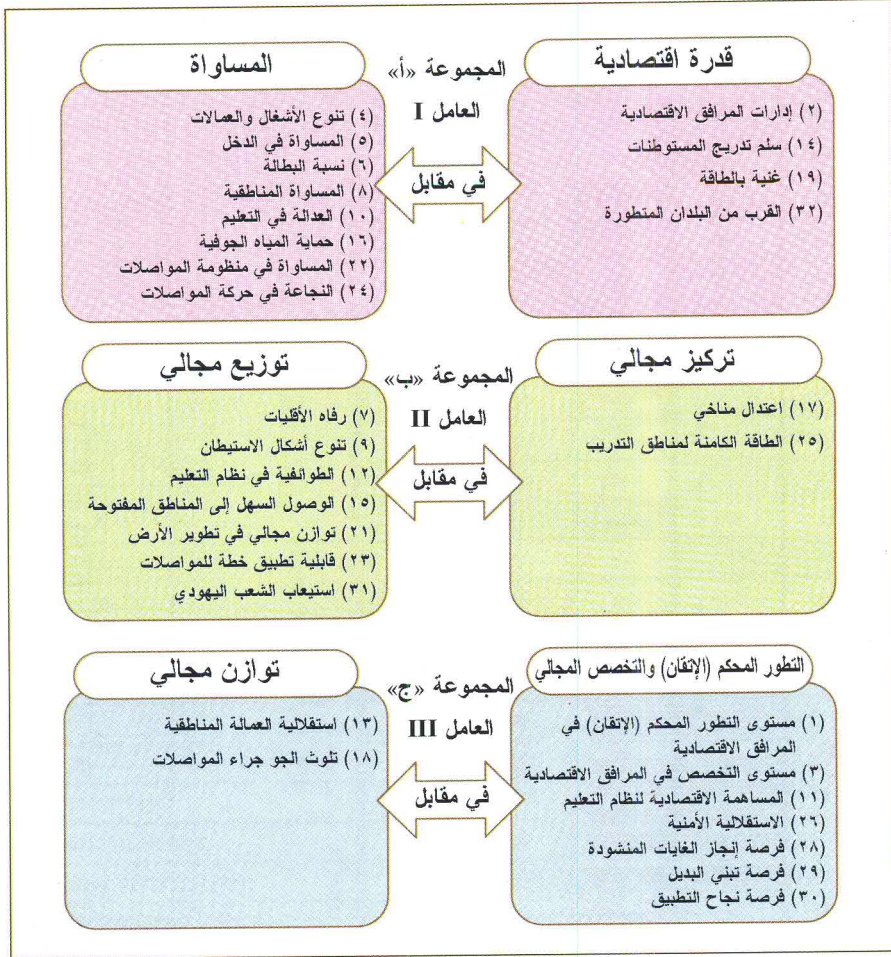 قدرة اقتصادية
(٢) إدارات المرافق الاقتصادية
(١٤) سلم تدريج المستوطنات
(١٩) غنية بالطاقة
(٣٢) القرب من البلدان المتطورة
المجموعة «أ»
العامل I
في مقابل
المساواة
(٤) تنوع الأشغال والعمالات
(٥) المساواة في الدخل
(٦) نسبة البطالة
(٨) المساواة المناطقية
(١٠) العدالة في التعليم
(١٦) حماية المياه الجوفية
(٢٢) المساواة في منظومة المواصلات
(٢٤) النجاعة في حركة المواصلات
تركيز مجالي
(١٧) اعتدال مناخي
(٢٥) الطاقة الكامنة لمناطق التدريب
المجموعة «ب»
العامل II
في مقابل
توزيع مجالي
(٧) رفاه الأقليات
(٩) تنوع أشكال الاستيطان
(١٢) الطوائفية في نظام التعليم
(١٥) الوصول السهل إلى المناطق المفتوحة
(٢١) توازن مجالي في تطوير الأرض
(٢٣) قابلية تطبيق خطة للمواصلات
(٣١) استيعاب الشعب اليهودي
التطور المحكم (الإتقان) والتخصص المجالي
(١) مستوى التطور المحكم (الإتقان) في
المرافق الاقتصادية
(٣) مستوى التخصص في المرافق الاقتصادية
(١١) المساهمة الاقتصادية لنظام التعليم
(٢٦) الاستقلالية الأمنية
(٢٨) فرصة إنجاز الغايات المنشودة
(٢٩) فرصة تبني البديل
(٣٠) فرصة نجاح التطبيق
المجموعة «ج»
العامل III
في مقابل
توازن مجالي
(١٣) استقلالية العمالة المناطقية
(١٨) تلوث الجو جراء المواصلات